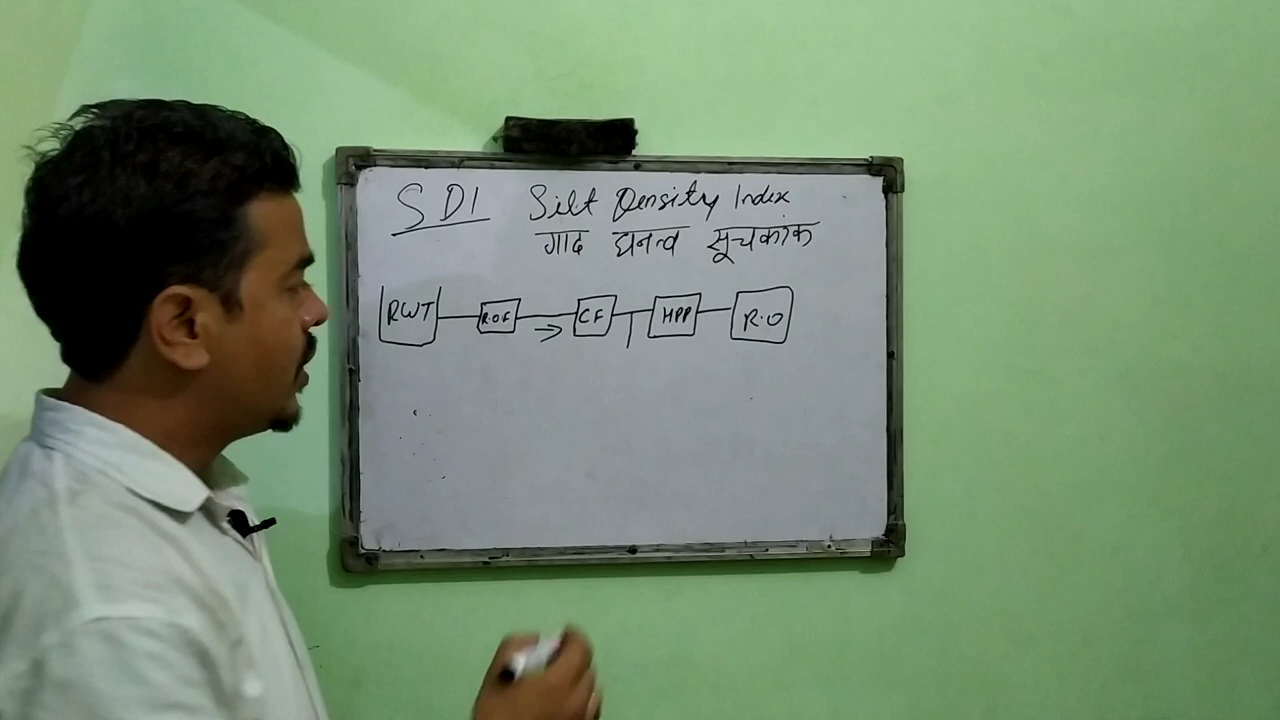 SDI Silt Density Index
गाद घनत्व सूचकांक
RWT R.O.F CF HPP R.O